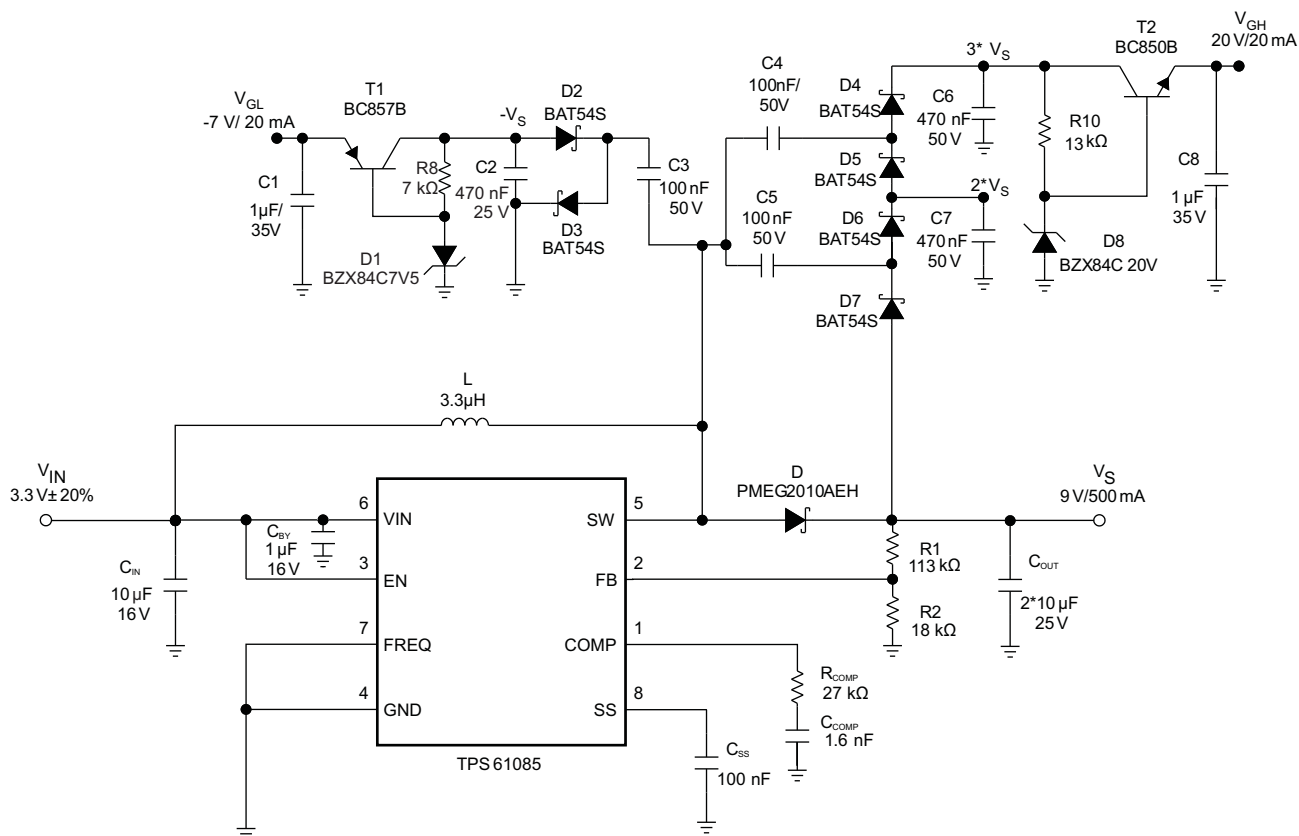 T2
BC850B
V_GH
20 V/20 mA
3* V_S
C4
100nF/
50V
D4
BAT54S
C6
470 nF
50 V
R10
13 kΩ
C8
1 µF
35 V
T1
BC857B
V_GL
-7 V/ 20 mA
D2
BAT54S
-V_S
C1
1µF/
35V
R8
7 kΩ
C2
470 nF
25 V
C3
100 nF
50 V
D3
BAT54S
D1
BZX84C7V5
D5
BAT54S
2* V_S
C5
100 nF
50 V
D6
BAT54S
C7
470 nF
50 V
D8
BZX84C 20V
D7
BAT54S
L
3.3µH
V_IN
3.3 V± 20%
D
PMEG2010AEH
V_S
9 V/500 mA
6
VIN
5
SW
C_BY
1 µF
16 V
3
EN
2
FB
R1
113 kΩ
C_IN
10 µF
16 V
C_OUT
2*10 µF
25 V
R2
18 kΩ
7
FREQ
1
COMP
R_COMP
27 kΩ
4
GND
8
SS
C_COMP
1.6 nF
C_SS
100 nF
TPS 61085